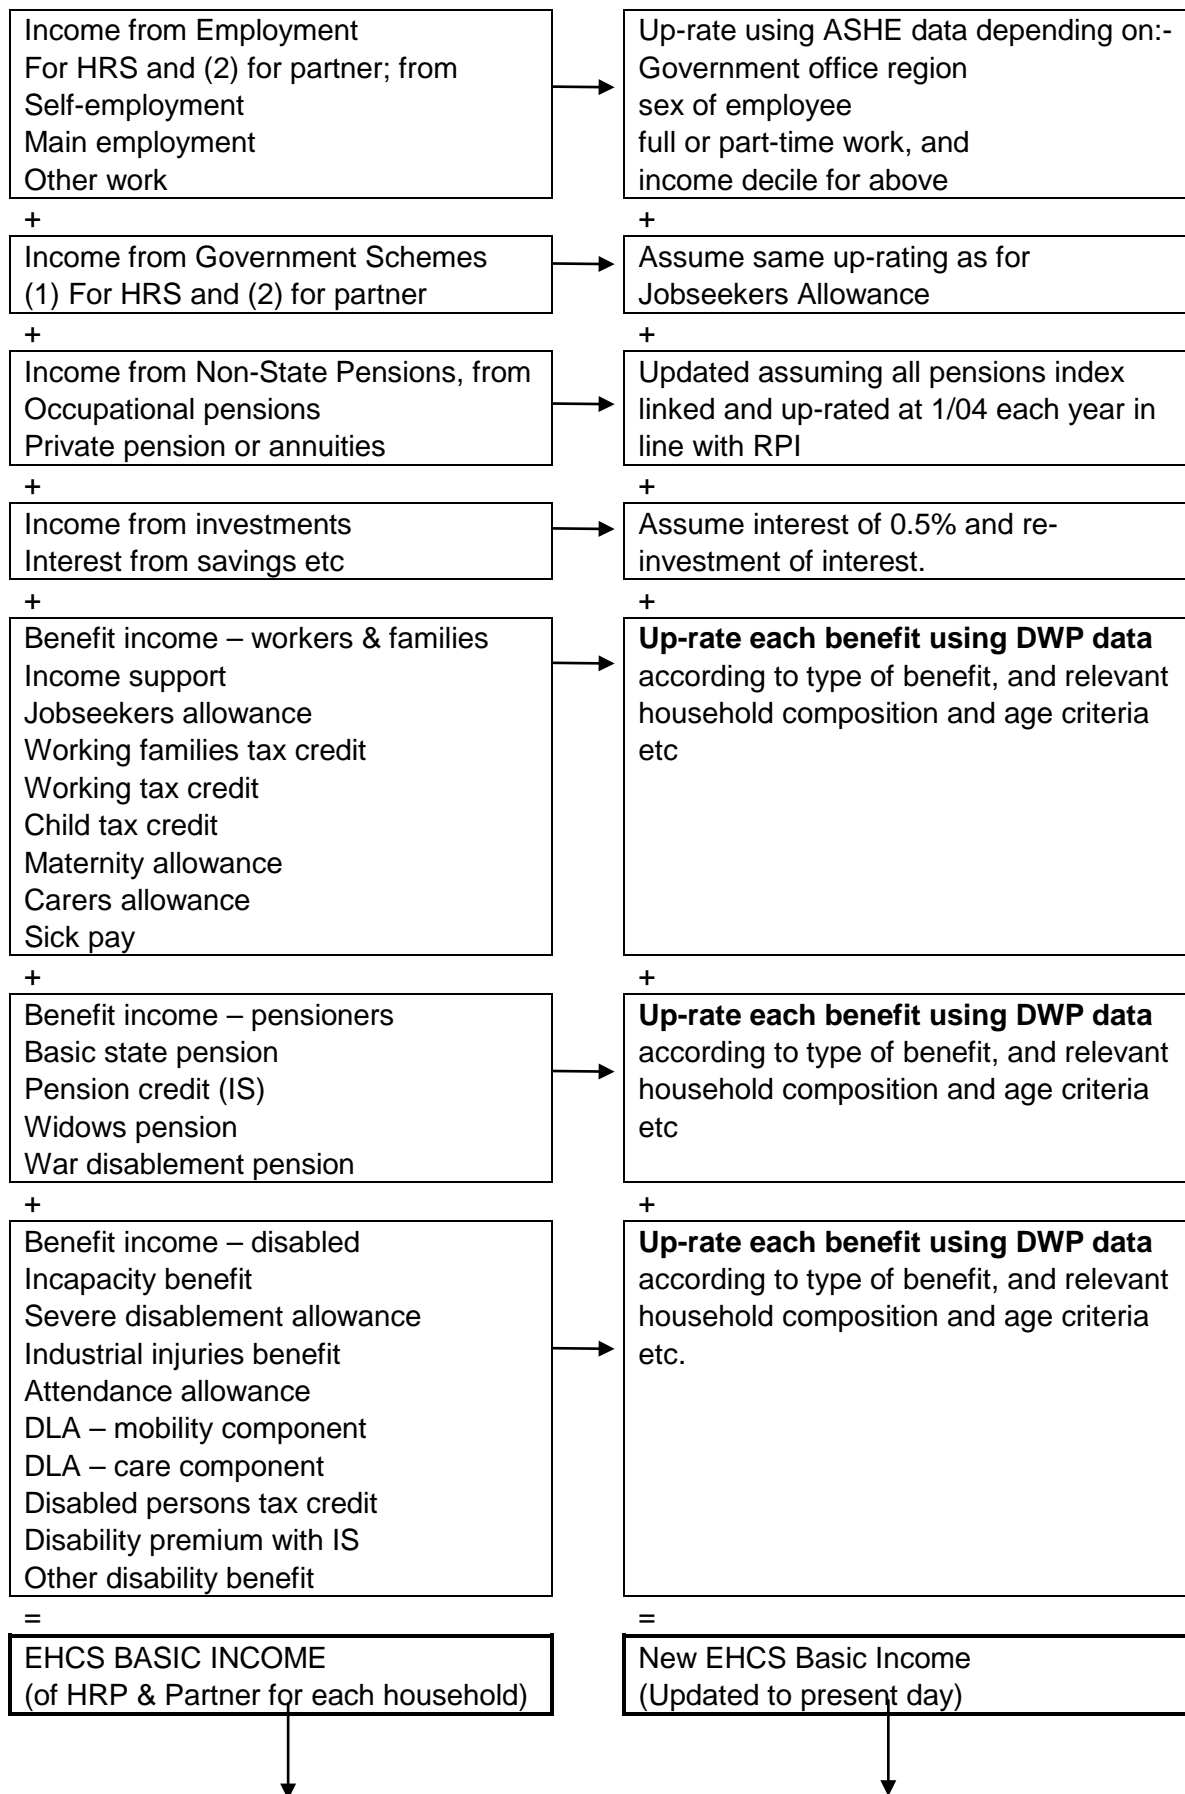 Income from Employment
For HRS and (2) for partner; from
Self-employment
Main employment
Other work
Up-rate using ASHE data depending on:-
Government office region
sex of employee
full or part-time work, and
income decile for above
+
+
Income from Government Schemes
(1) For HRS and (2) for partner
Assume same up-rating as for
Jobseekers Allowance
+
+
Income from Non-State Pensions, from
Occupational pensions
Private pension or annuities
Updated assuming all pensions index
linked and up-rated at 1/04 each year in
line with RPI
+
+
Income from investments
Interest from savings etc
Assume interest of 0.5% and re-
investment of interest.
+
+
Benefit income – workers & families
Income support
Jobseekers allowance
Working families tax credit
Working tax credit
Child tax credit
Maternity allowance
Carers allowance
Sick pay
Up-rate each benefit using DWP data
according to type of benefit, and relevant
household composition and age criteria
etc
+
+
Benefit income – pensioners
Basic state pension
Pension credit (IS)
Widows pension
War disablement pension
Up-rate each benefit using DWP data
according to type of benefit, and relevant
household composition and age criteria
etc
+
+
Benefit income – disabled
Incapacity benefit
Severe disablement allowance
Industrial injuries benefit
Attendance allowance
DLA – mobility component
DLA – care component
Disabled persons tax credit
Disability premium with IS
Other disability benefit
Up-rate each benefit using DWP data
according to type of benefit, and relevant
household composition and age criteria
etc.
=
=
EHCS BASIC INCOME
(of HRP & Partner for each household)
New EHCS Basic Income
(Updated to present day)